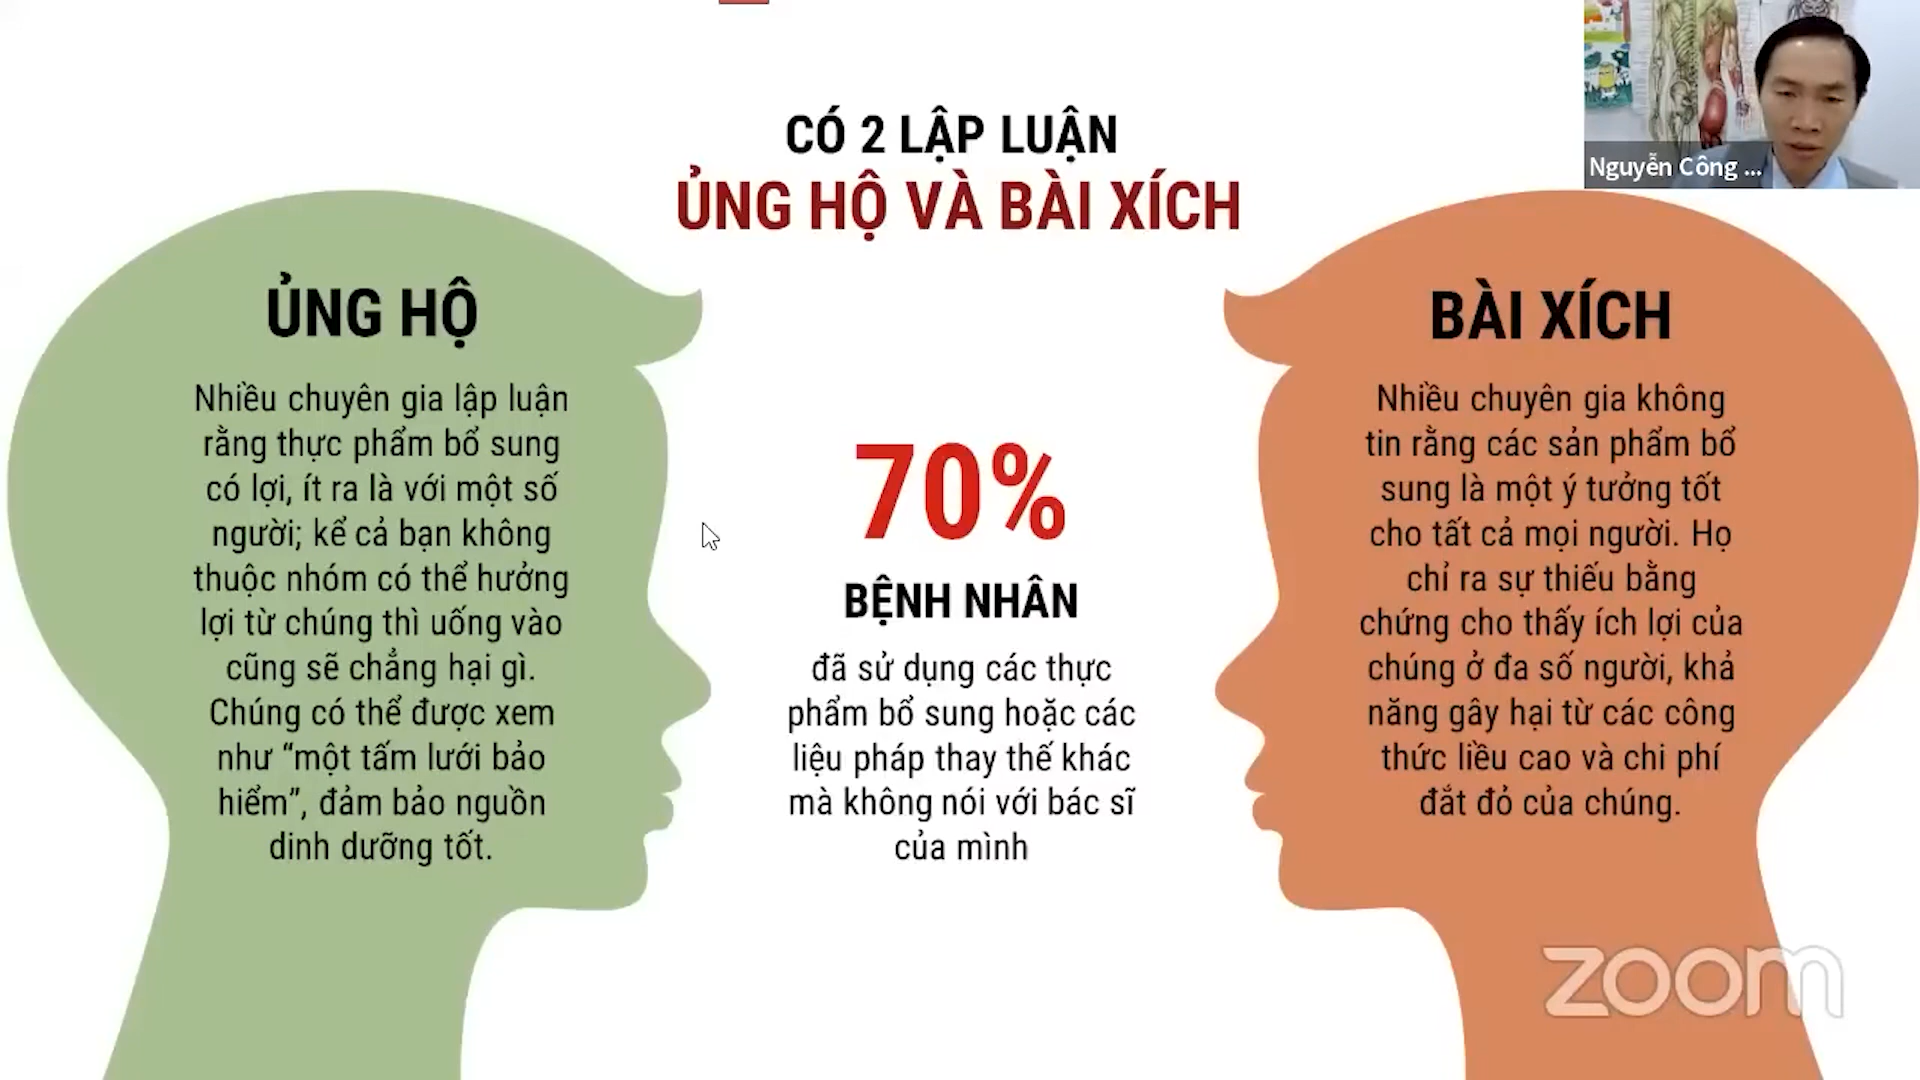 CÓ 2 LẬP LUẬN
ỦNG HỘ VÀ BÀI XÍCH
Nguyễn Công ...
ỦNG HỘ
Nhiều chuyên gia lập luận
rằng thực phẩm bổ sung
có lợi, ít ra là với một số
người; kể cả bạn không
thuộc nhóm có thể hưởng
lợi từ chúng thì uống vào
cũng sẽ chẳng hại gì.
Chúng có thể được xem
như “một tấm lưới bảo
hiểm”, đảm bảo nguồn
dinh dưỡng tốt.
70%
BỆNH NHÂN
đã sử dụng các thực
phẩm bổ sung hoặc các
liệu pháp thay thế khác
mà không nói với bác sĩ
của mình
BÀI XÍCH
Nhiều chuyên gia không
tin rằng các sản phẩm bổ
sung là một ý tưởng tốt
cho tất cả mọi người. Họ
chỉ ra sự thiếu bằng
chứng cho thấy ích lợi của
chúng ở đa số người, khả
năng gây hại từ các công
thức liều cao và chi phí
đắt đỏ của chúng.
zoom